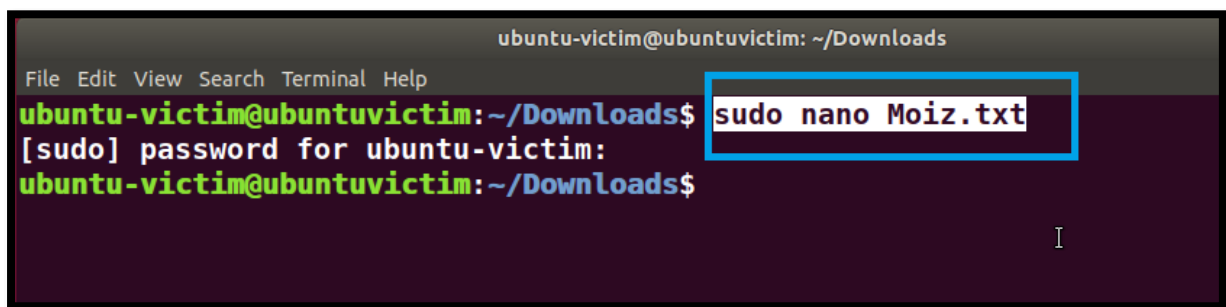 ubuntu-victim@ubuntuvictim: ~/Downloads
File Edit View Search Terminal Help
ubuntu-victim@ubuntuvictim:~/Downloads$ sudo nano Moiz.txt
[sudo] password for ubuntu-victim:
ubuntu-victim@ubuntuvictim:~/Downloads$